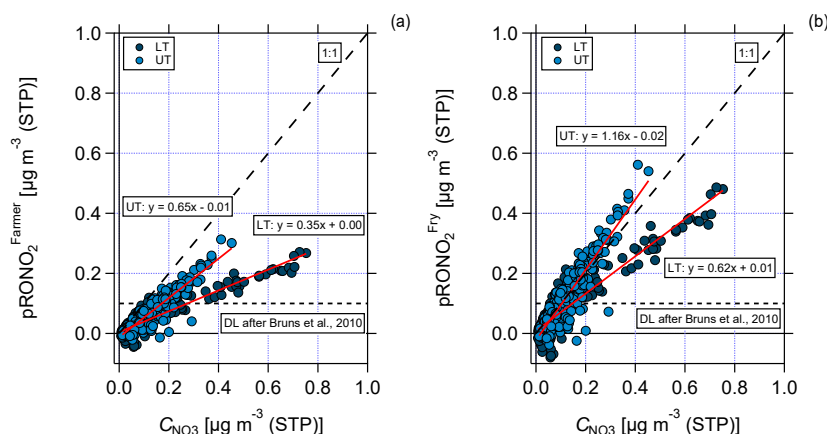 (a)
LT
UT
1:1
UT: y = 0.65x - 0.01
LT: y = 0.35x + 0.00
DL after Bruns et al., 2010
1.0
0.8
0.6
0.4
0.2
0.0
0.0 0.2 0.4 0.6 0.8 1.0
pRONO₂ᶠᵃʳᵐᵉʳ [µg m⁻³ (STP)]
C_NO3 [µg m⁻³ (STP)]
(b)
LT
UT
1:1
UT: y = 1.16x - 0.02
LT: y = 0.62x + 0.01
DL after Bruns et al., 2010
1.0
0.8
0.6
0.4
0.2
0.0
0.0 0.2 0.4 0.6 0.8 1.0
pRONO₂ᶠʳʸ [µg m⁻³ (STP)]
C_NO3 [µg m⁻³ (STP)]